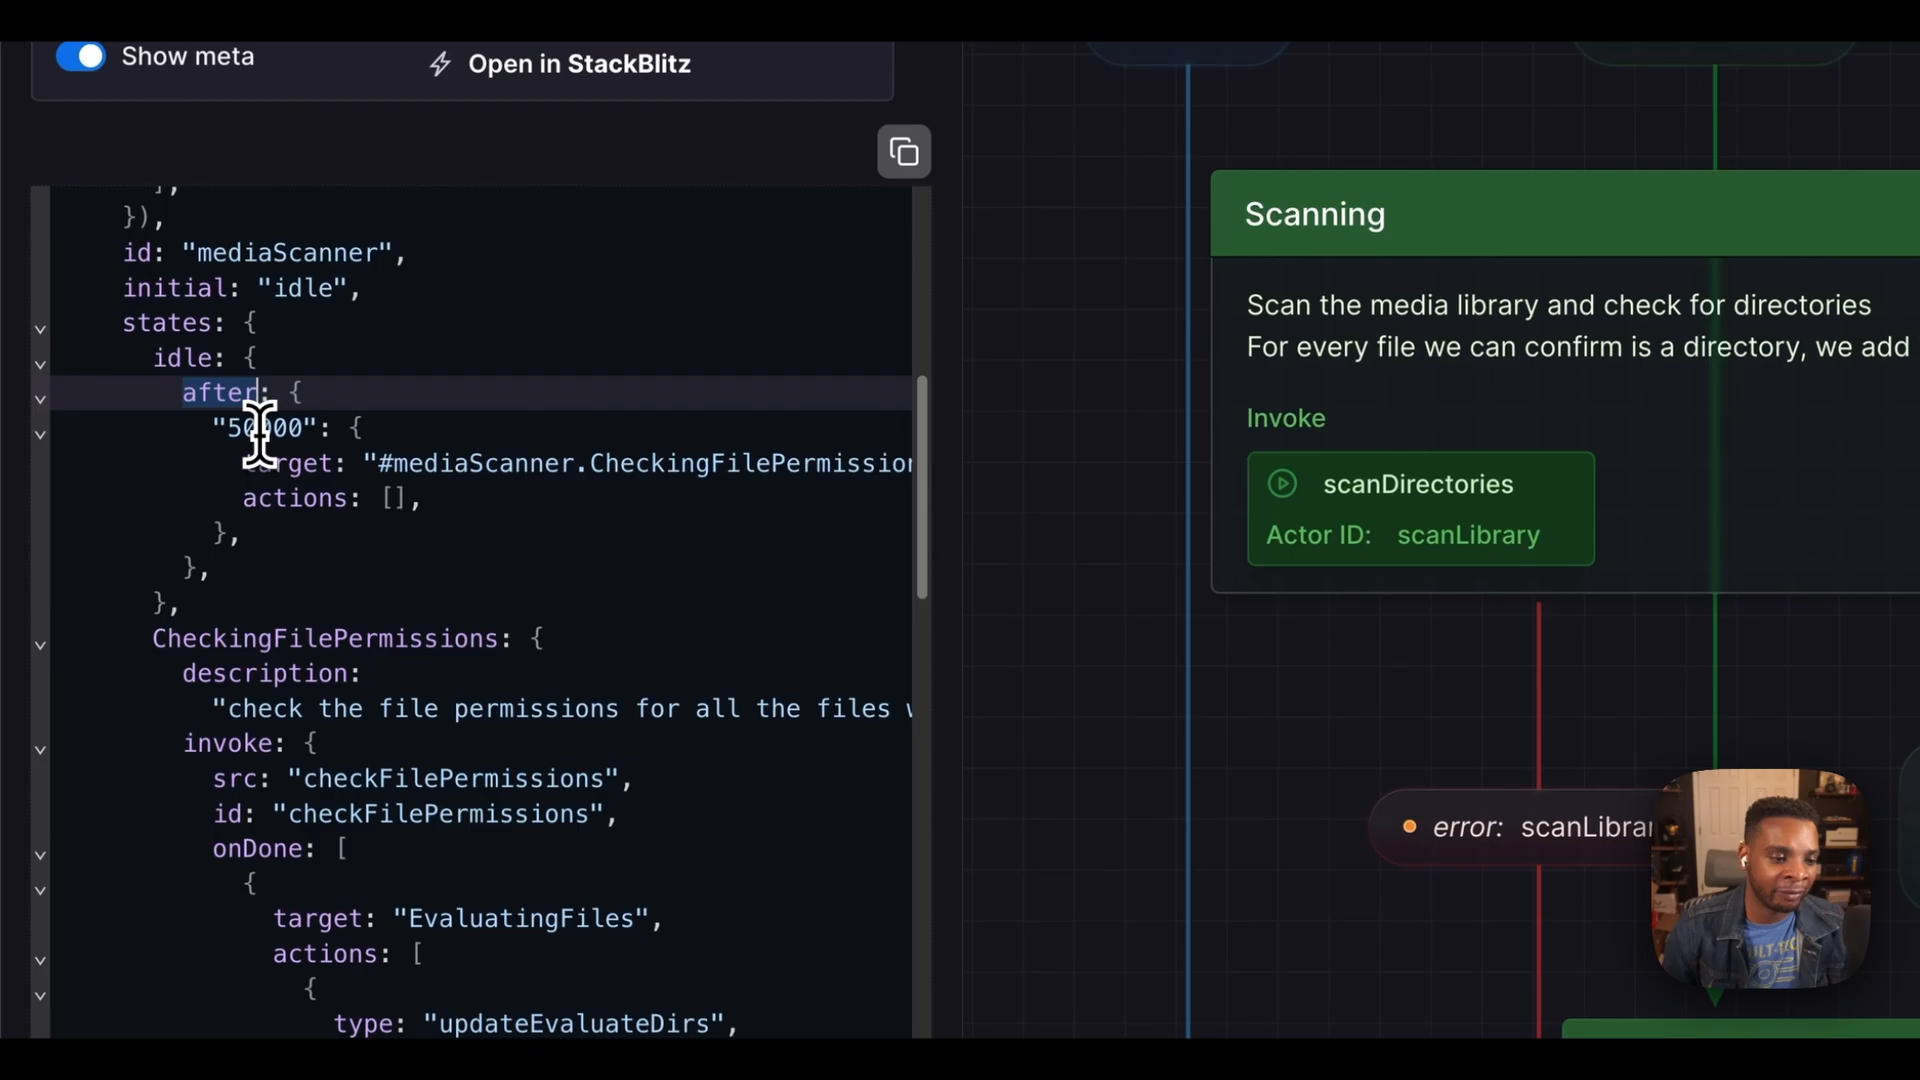 Show meta
Open in StackBlitz
],
}),
id: "mediaScanner",
initial: "idle",
states: {
idle: {
after: {
"50000": {
target: "#mediaScanner.CheckingFilePermission
actions: [],
},
},
},
CheckingFilePermissions: {
description:
"check the file permissions for all the files
invoke: {
src: "checkFilePermissions",
id: "checkFilePermissions",
onDone: [
{
target: "EvaluatingFiles",
actions: [
{
type: "updateEvaluateDirs",
Scanning
Scan the media library and check for directories
For every file we can confirm is a directory, we add
Invoke
scanDirectories
Actor ID: scanLibrary
error: scanLibrar